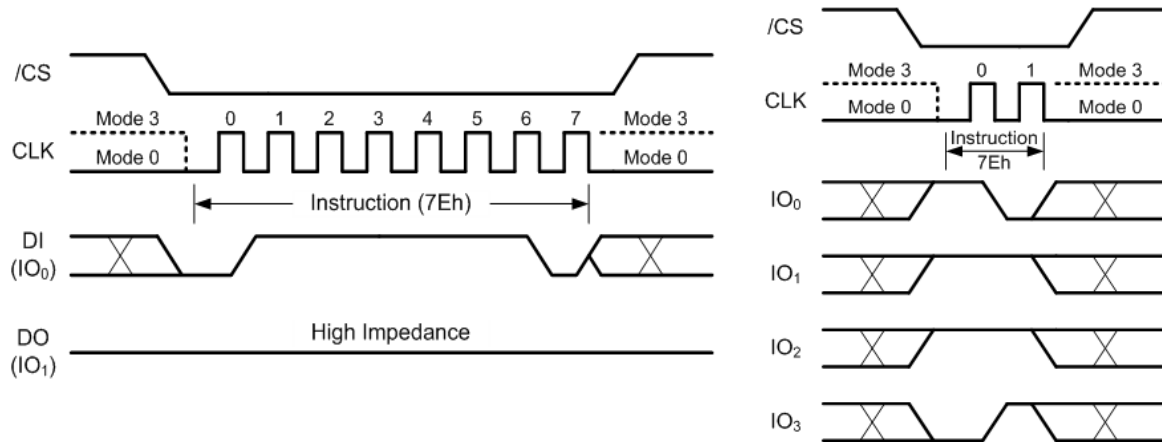 /CS
Mode 3
0 1 2 3 4 5 6 7
Mode 3
CLK
Mode 0
Mode 0
Instruction (7Eh)
DI
(IO₀)
High Impedance
DO
(IO₁)
/CS
Mode 3
0 1
Mode 3
CLK
Mode 0
Mode 0
Instruction
7Eh
IO₀
IO₁
IO₂
IO₃